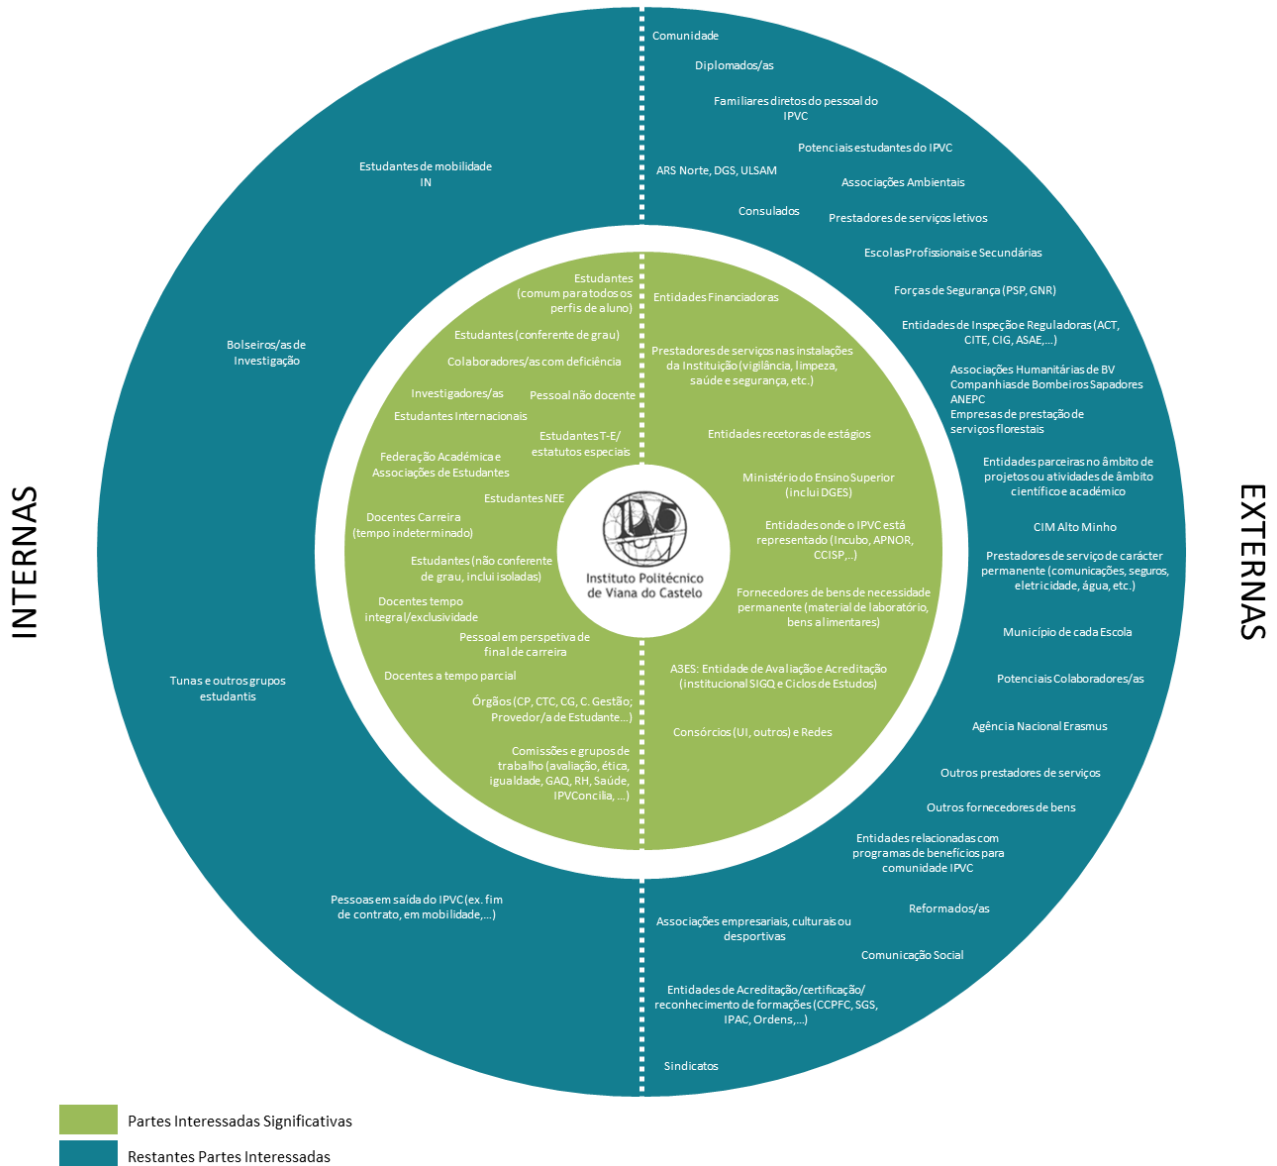 INTERNAS
EXTERNAS
Estudantes de mobilidade
IN
Bolseiros/as de
Investigação
Tunas e outros grupos
estudantis
Pessoas em saída do IPVC (ex. fim
de contrato, em mobilidade,...)
Estudantes
(comum para todos os
perfis de aluno)
Estudantes (conferente de grau)
Colaboradores/as com deficiência
Investigadores/as
Pessoal não docente
Estudantes Internacionais
Estudantes T-E/
estatutos especiais
Federação Académica e
Associações de Estudantes
Estudantes NEE
Docentes Carreira
(tempo indeterminado)
Estudantes (não conferente
de grau, inclui isoladas)
Docentes tempo
integral/exclusividade
Pessoal em perspetiva de
final de carreira
Docentes a tempo parcial
Órgãos (CP, CTC, CG, C. Gestão;
Provedor/a de Estudante...)
Comissões e grupos de
trabalho (avaliação, ética,
igualdade, GAQ, RH, Saúde,
IPVConcilia, ...)
Instituto Politécnico
de Viana do Castelo
Entidades Financiadoras
Prestadores de serviços nas instalações
da Instituição (vigilância, limpeza,
saúde e segurança, etc.)
Entidades recetoras de estágios
Ministério do Ensino Superior
(inclui DGES)
Entidades onde o IPVC está
representado (Incubo, APNOR,
CCISP,..)
Fornecedores de bens de necessidade
permanente (material de laboratório,
bens alimentares)
A3ES: Entidade de Avaliação e Acreditação
(institucional SIGQ e Ciclos de Estudos)
Consórcios (UI, outros) e Redes
Comunidade
Diplomados/as
Familiares diretos do pessoal do
IPVC
Potenciais estudantes do IPVC
ARS Norte, DGS, ULSAM
Associações Ambientais
Consulados
Prestadores de serviços letivos
Escolas Profissionais e Secundárias
Forças de Segurança (PSP, GNR)
Entidades de Inspeção e Reguladoras (ACT,
CITE, CIG, ASAE,...)
Associações Humanitárias de BV
Companhias de Bombeiros Sapadores
ANEPC
Empresas de prestação de
serviços florestais
Entidades parceiras no âmbito de
projetos ou atividades de âmbito
científico e académico
CIM Alto Minho
Prestadores de serviço de carácter
permanente (comunicações, seguros,
eletricidade, água, etc.)
Município de cada Escola
Potenciais Colaboradores/as
Agência Nacional Erasmus
Outros prestadores de serviços
Outros fornecedores de bens
Entidades relacionadas com
programas de benefícios para
comunidade IPVC
Reformados/as
Associações empresariais, culturais ou
desportivas
Comunicação Social
Entidades de Acreditação/certificação/
reconhecimento de formações (CCPFC, SGS,
IPAC, Ordens,...)
Sindicatos
Partes Interessadas Significativas
Restantes Partes Interessadas